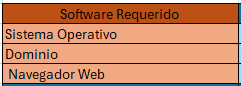 Software Requerido
Sistema Operativo
Dominio
Navegador Web